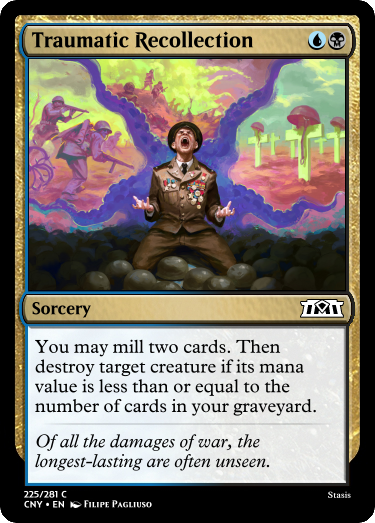 Traumatic Recollection
Sorcery
You may mill two cards. Then
destroy target creature if its mana
value is less than or equal to the
number of cards in your graveyard.
Of all the damages of war, the
longest-lasting are often unseen.
225/281 C
Stasis
CNY • EN Filipe Pagliuso